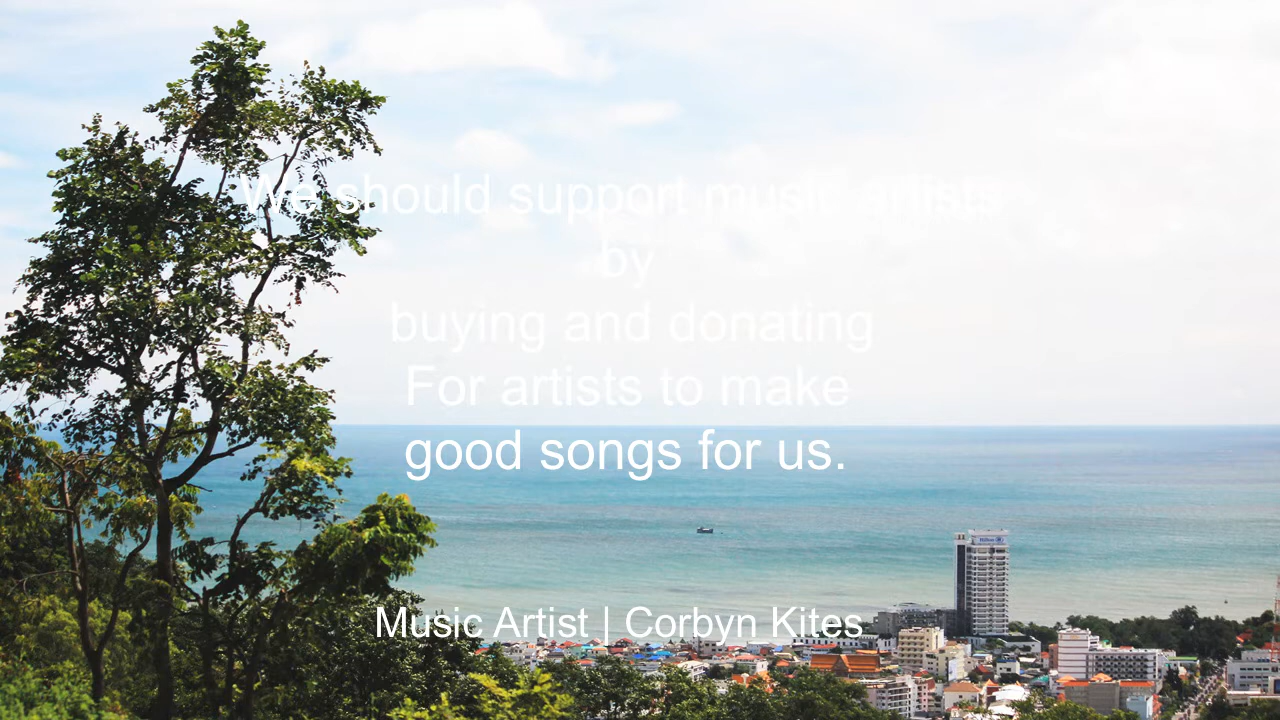 We should support music artists
by
buying and donating
For artists to make
good songs for us.
Hilton
Music Artist | Corbyn Kites